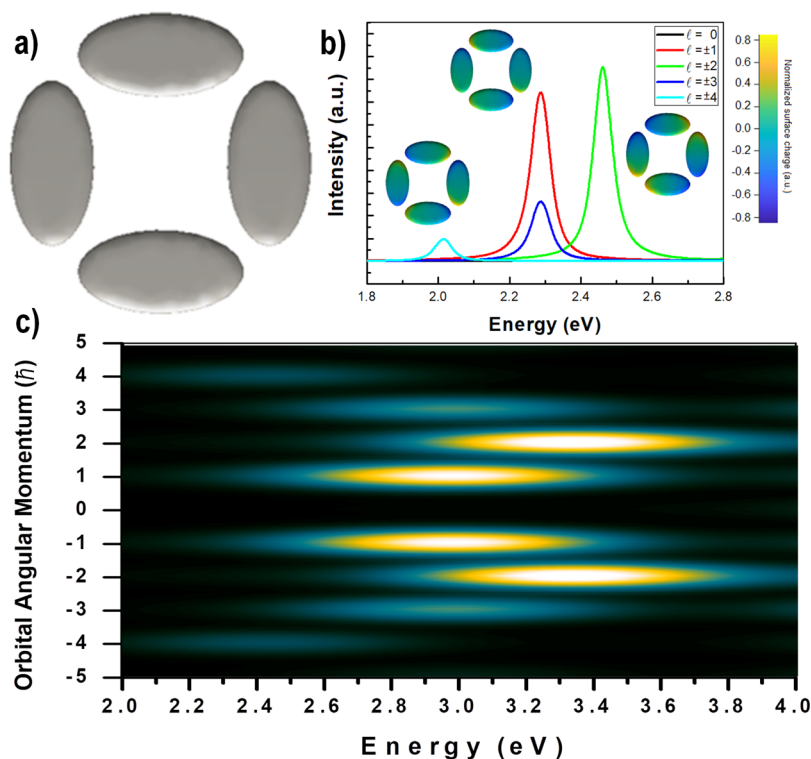 a)
b)
ℓ = 0
ℓ = ±1
ℓ = ±2
ℓ = ±3
ℓ = ±4
Intensity (a.u.)
1.8 2.0 2.2 2.4 2.6 2.8
Energy (eV)
0.8
0.6
0.4
0.2
0.0
-0.2
-0.4
-0.6
-0.8
Normalized surface charge (a.u.)
c)
Orbital Angular Momentum (ℏ)
5
4
3
2
1
0
-1
-2
-3
-4
-5
2.0 2.2 2.4 2.6 2.8 3.0 3.2 3.4 3.6 3.8 4.0
Energy (eV)